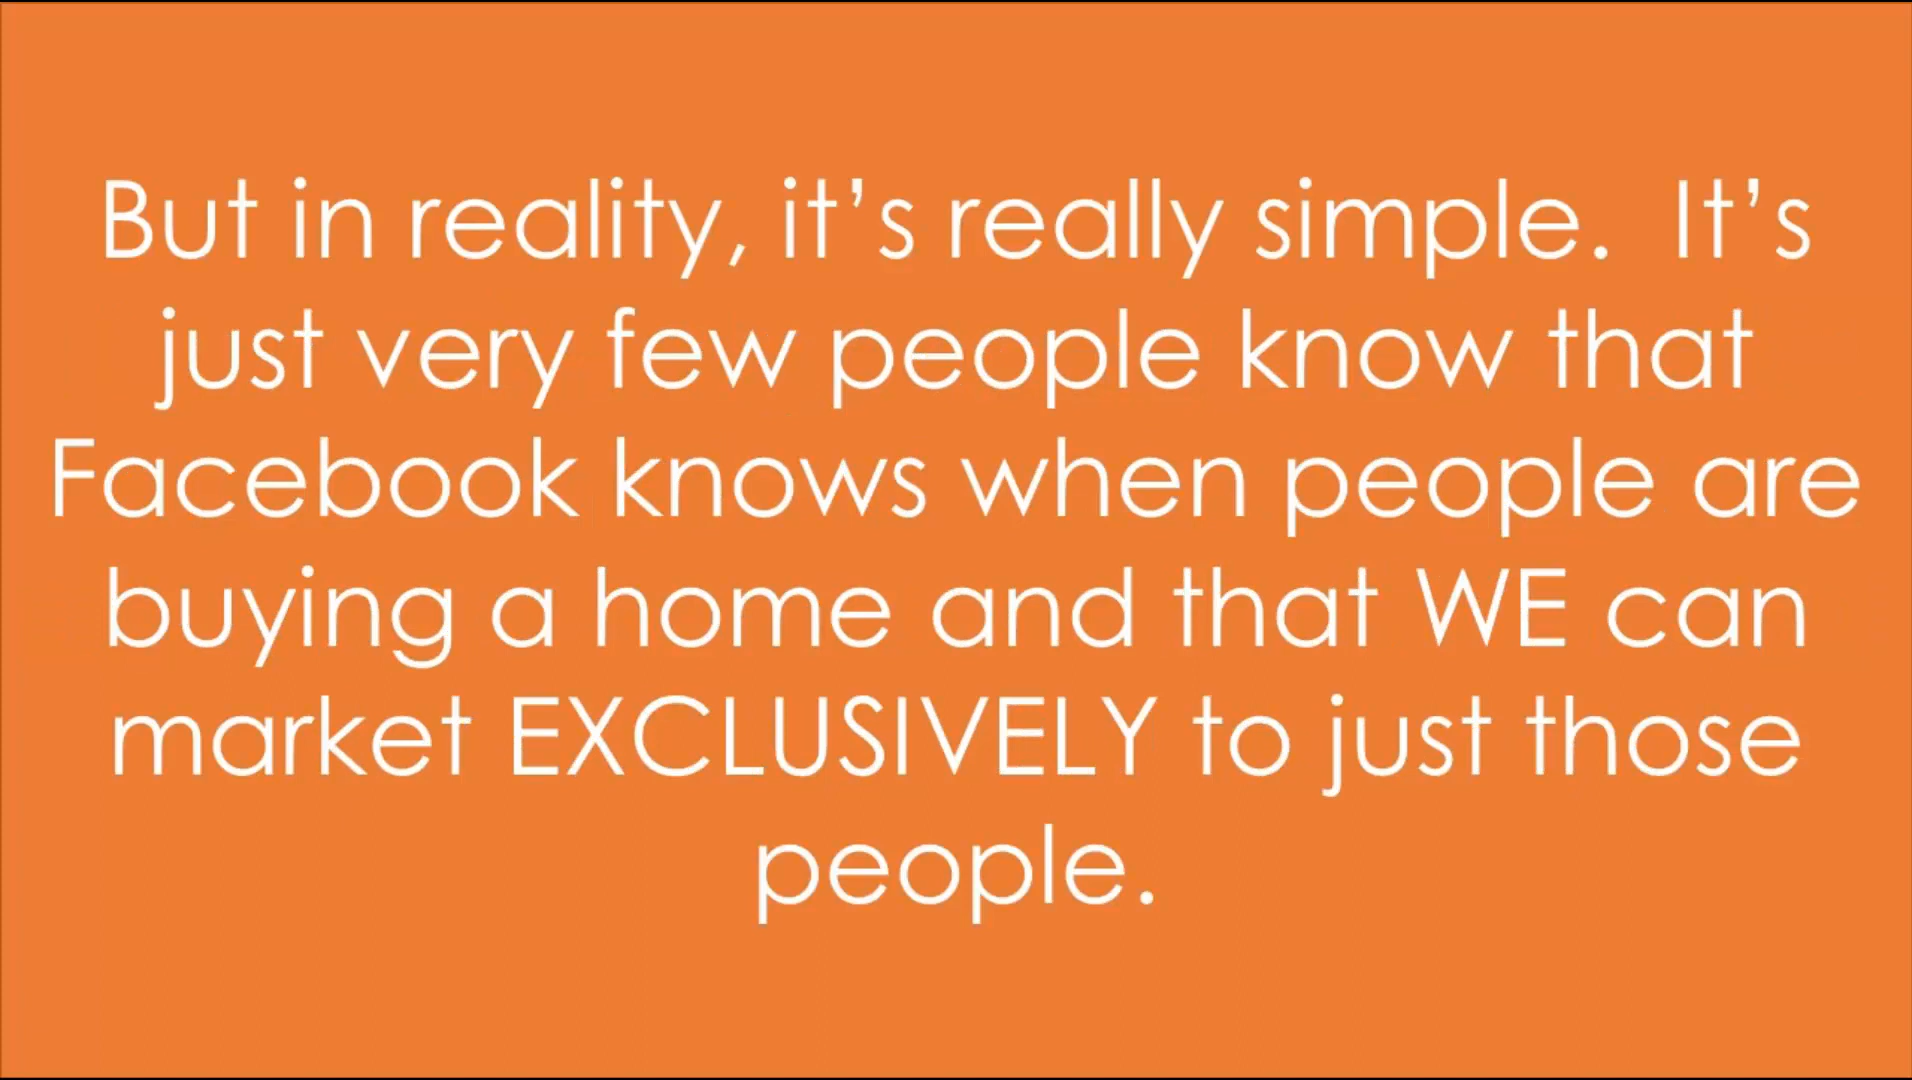 But in reality, it’s really simple.  It’s
just very few people know that
Facebook knows when people are
buying a home and that WE can
market EXCLUSIVELY to just those
people.